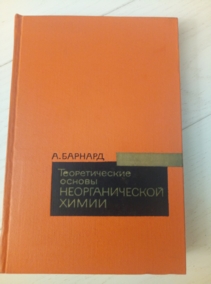 А. БАРНАРД
Теоретические
основы
НЕОРГАНИЧЕСКОЙ
ХИМИИ